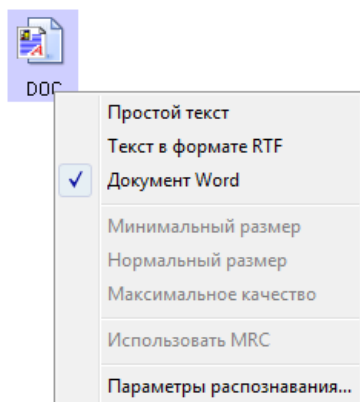 DOC
Простой текст
Текст в формате RTF
Документ Word
Минимальный размер
Нормальный размер
Максимальное качество
Использовать MRC
Параметры распознавания...